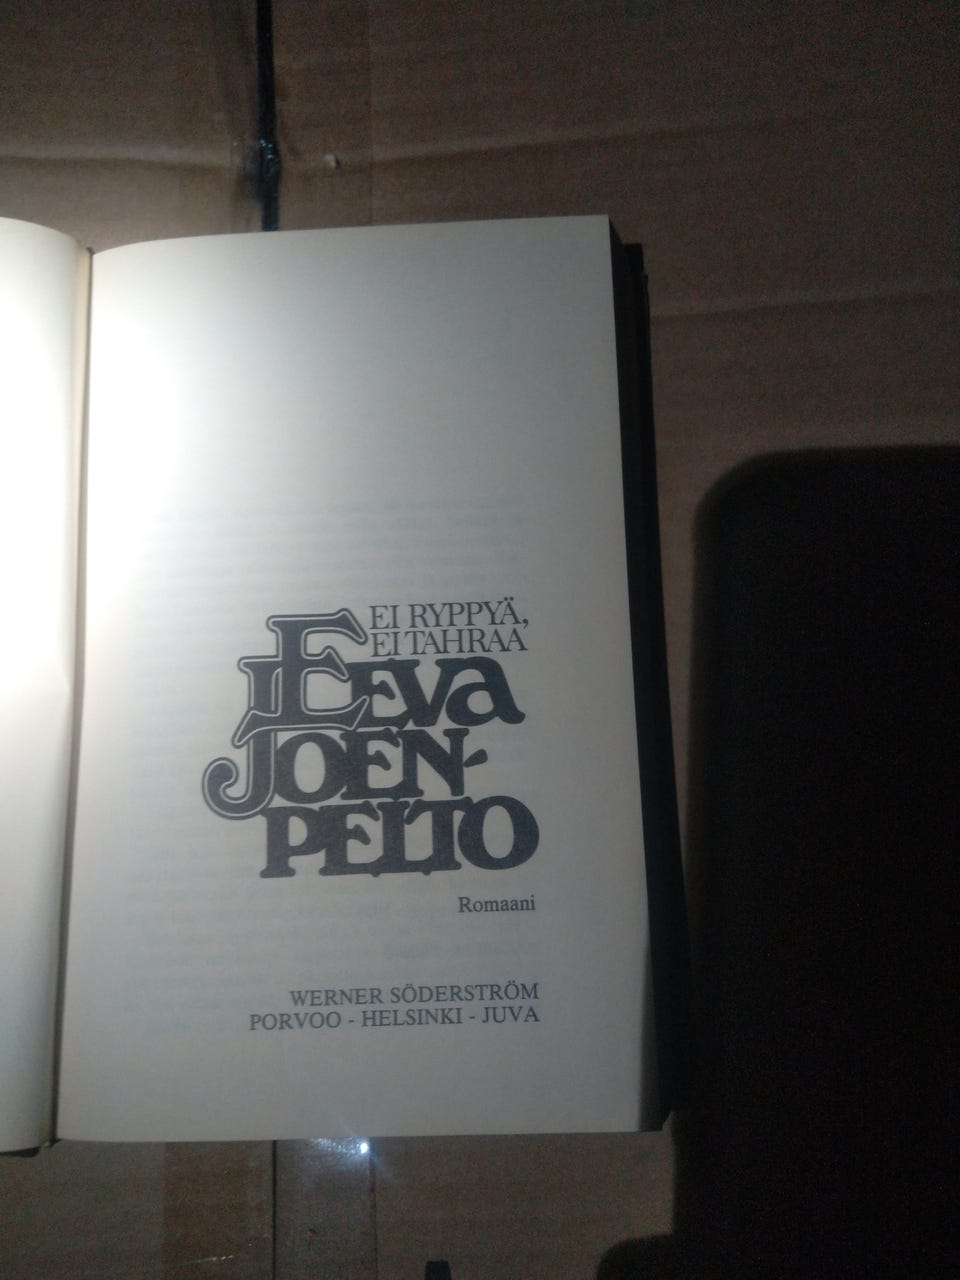 EI RYPPYÄ,
EI TAHRAA
EEVA
JOEN-
PELTO
Romaani
WERNER SÖDERSTRÖM
PORVOO - HELSINKI - JUVA